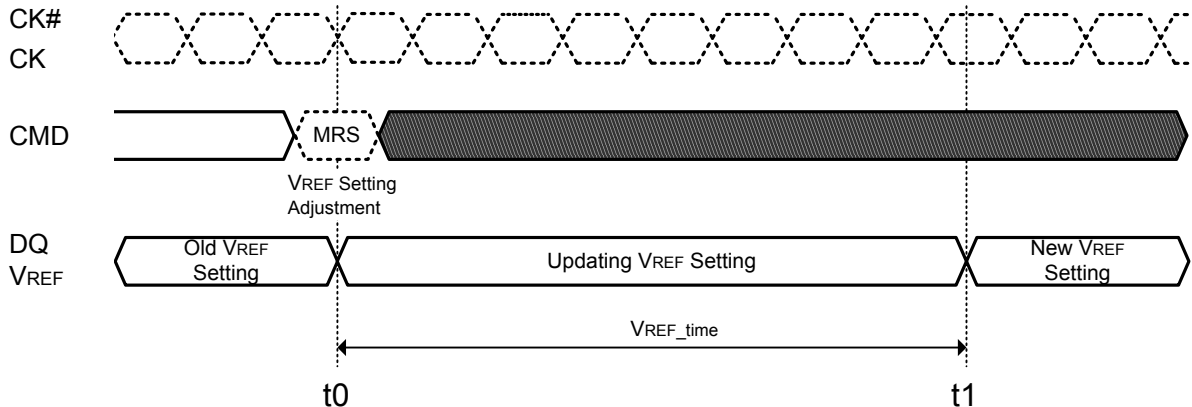 CK#
CK
CMD
MRS
VREF Setting
Adjustment
DQ
VREF
Old VREF
Setting
Updating VREF Setting
New VREF
Setting
VREF_time
t0
t1